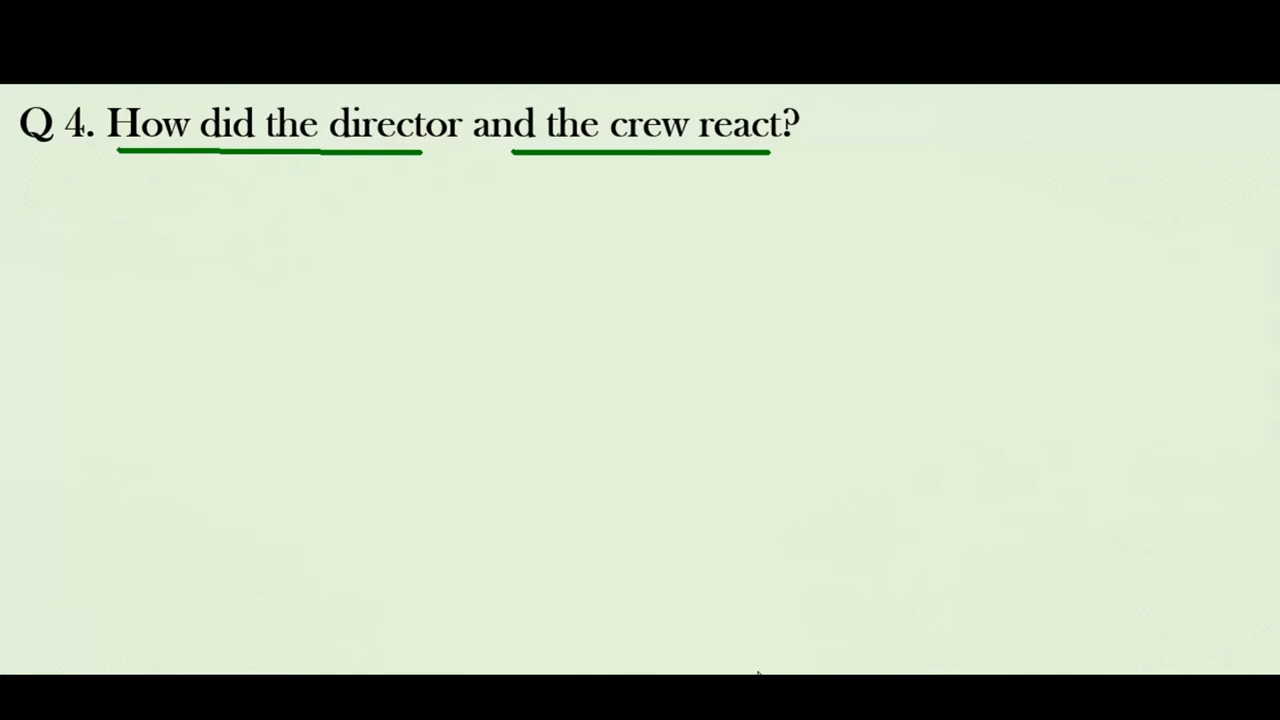 Q 4. How did the director and the crew react?